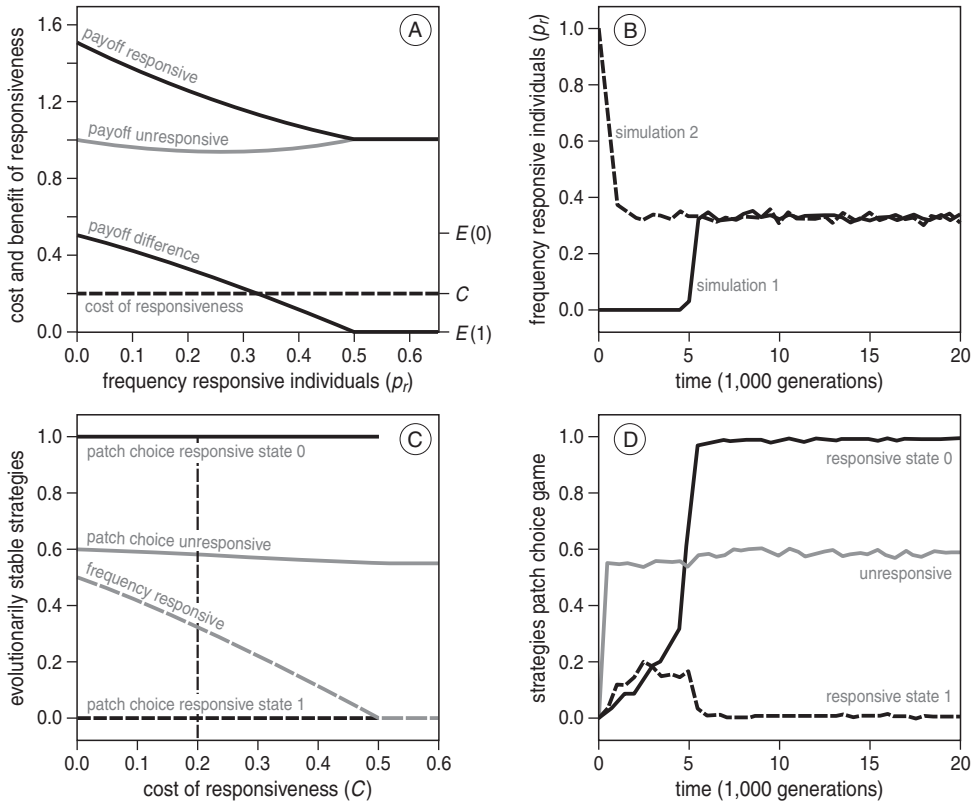 A
cost and benefit of responsiveness
1.6
1.2
0.8
0.4
0.0
payoff responsive
payoff unresponsive
payoff difference
cost of responsiveness
E(0)
C
E(1)
0.0 0.1 0.2 0.3 0.4 0.5 0.6
frequency responsive individuals (pr)
B
frequency responsive individuals (pr)
1.0
0.8
0.6
0.4
0.2
0.0
simulation 2
simulation 1
0 5 10 15 20
time (1,000 generations)
C
evolutionarily stable strategies
1.0
0.8
0.6
0.4
0.2
0.0
patch choice responsive state 0
patch choice unresponsive
frequency responsive
patch choice responsive state 1
0.0 0.1 0.2 0.3 0.4 0.5 0.6
cost of responsiveness (C)
D
strategies patch choice game
1.0
0.8
0.6
0.4
0.2
0.0
responsive state 0
unresponsive
responsive state 1
0 5 10 15 20
time (1,000 generations)